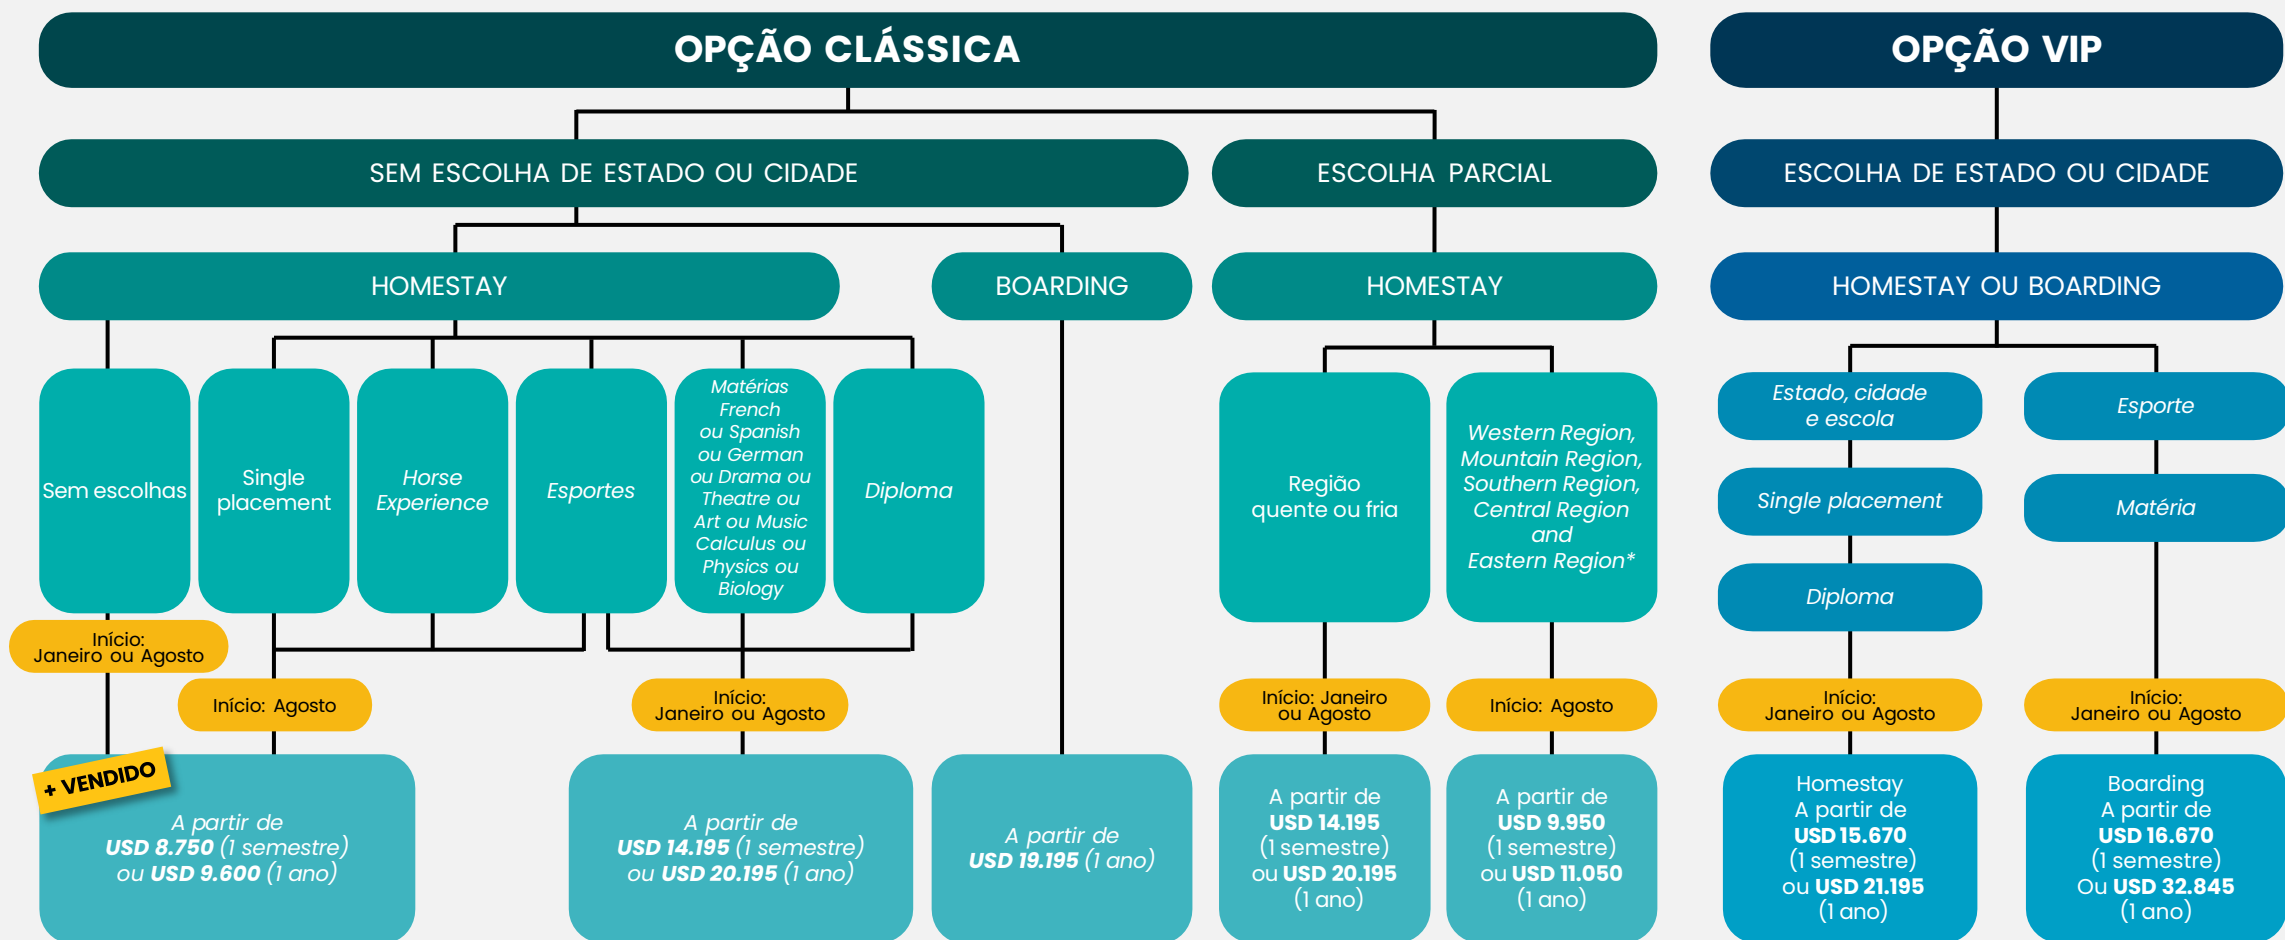 OPÇÃO CLÁSSICA
OPÇÃO VIP
SEM ESCOLHA DE ESTADO OU CIDADE
ESCOLHA PARCIAL
ESCOLHA DE ESTADO OU CIDADE
HOMESTAY
BOARDING
HOMESTAY
HOMESTAY OU BOARDING
Sem escolhas
Single
placement
Horse
Experience
Esportes
Matérias
French
ou Spanish
ou German
ou Drama ou
Theatre ou
Art ou Music
Calculus ou
Physics ou
Biology
Diploma
Região
quente ou fria
Western Region,
Mountain Region,
Southern Region,
Central Region
and
Eastern Region*
Estado, cidade
e escola
Single placement
Diploma
Esporte
Matéria
Início:
Janeiro ou Agosto
Início: Agosto
Início:
Janeiro ou Agosto
Início: Janeiro
ou Agosto
Início: Agosto
Início:
Janeiro ou Agosto
Início:
Janeiro ou Agosto
+ VENDIDO
A partir de
USD 8.750 (1 semestre)
ou USD 9.600 (1 ano)
A partir de
USD 14.195 (1 semestre)
ou USD 20.195 (1 ano)
A partir de
USD 19.195 (1 ano)
A partir de
USD 14.195
(1 semestre)
ou USD 20.195
(1 ano)
A partir de
USD 9.950
(1 semestre)
ou USD 11.050
(1 ano)
Homestay
A partir de
USD 15.670
(1 semestre)
ou USD 21.195
(1 ano)
Boarding
A partir de
USD 16.670
(1 semestre)
Ou USD 32.845
(1 ano)